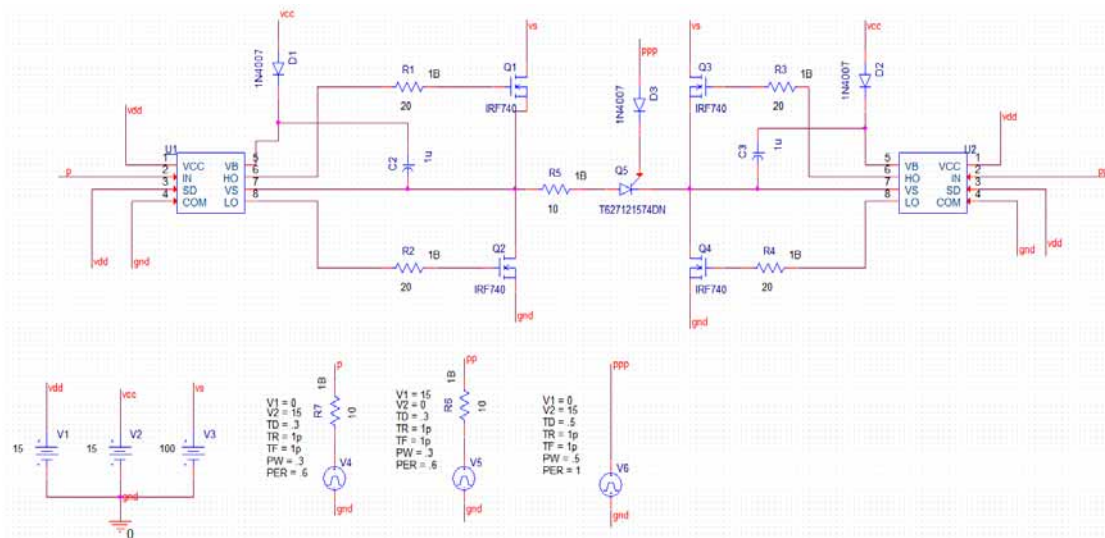 vcc
vs
vs
vcc
1N4007
D1
R1
1B
20
Q1
IRF740
ppp
1N4007
D3
Q3
IRF740
R3
1B
20
1N4007
D2
vdd
U1
p
1 VCC VB 5
2 IN HO 6
3 SD VS 7
4 COM LO 8
vdd
gnd
C2
1u
R5
1B
10
Q5
T627121574DN
C3
1u
U2
vdd
5 VB VCC 1
6 HO IN 2
7 VS SD 3
8 LO COM 4
gnd
vdd
R2
1B
20
Q2
IRF740
gnd
Q4
IRF740
gnd
R4
1B
20
vdd
V1
15
vcc
V2
15
vs
V3
100
gnd
0
p
1B
R7
10
V1 = 0
V2 = 15
TD = .3
TR = 1p
TF = 1p
PW = .3
PER = .6
V4
gnd
pp
1B
R6
10
V1 = 15
V2 = 0
TD = .3
TR = 1p
TF = 1p
PW = .3
PER = .6
V5
gnd
ppp
V1 = 0
V2 = 15
TD = .5
TR = 1p
TF = 1p
PW = .5
PER = 1
V6
gnd